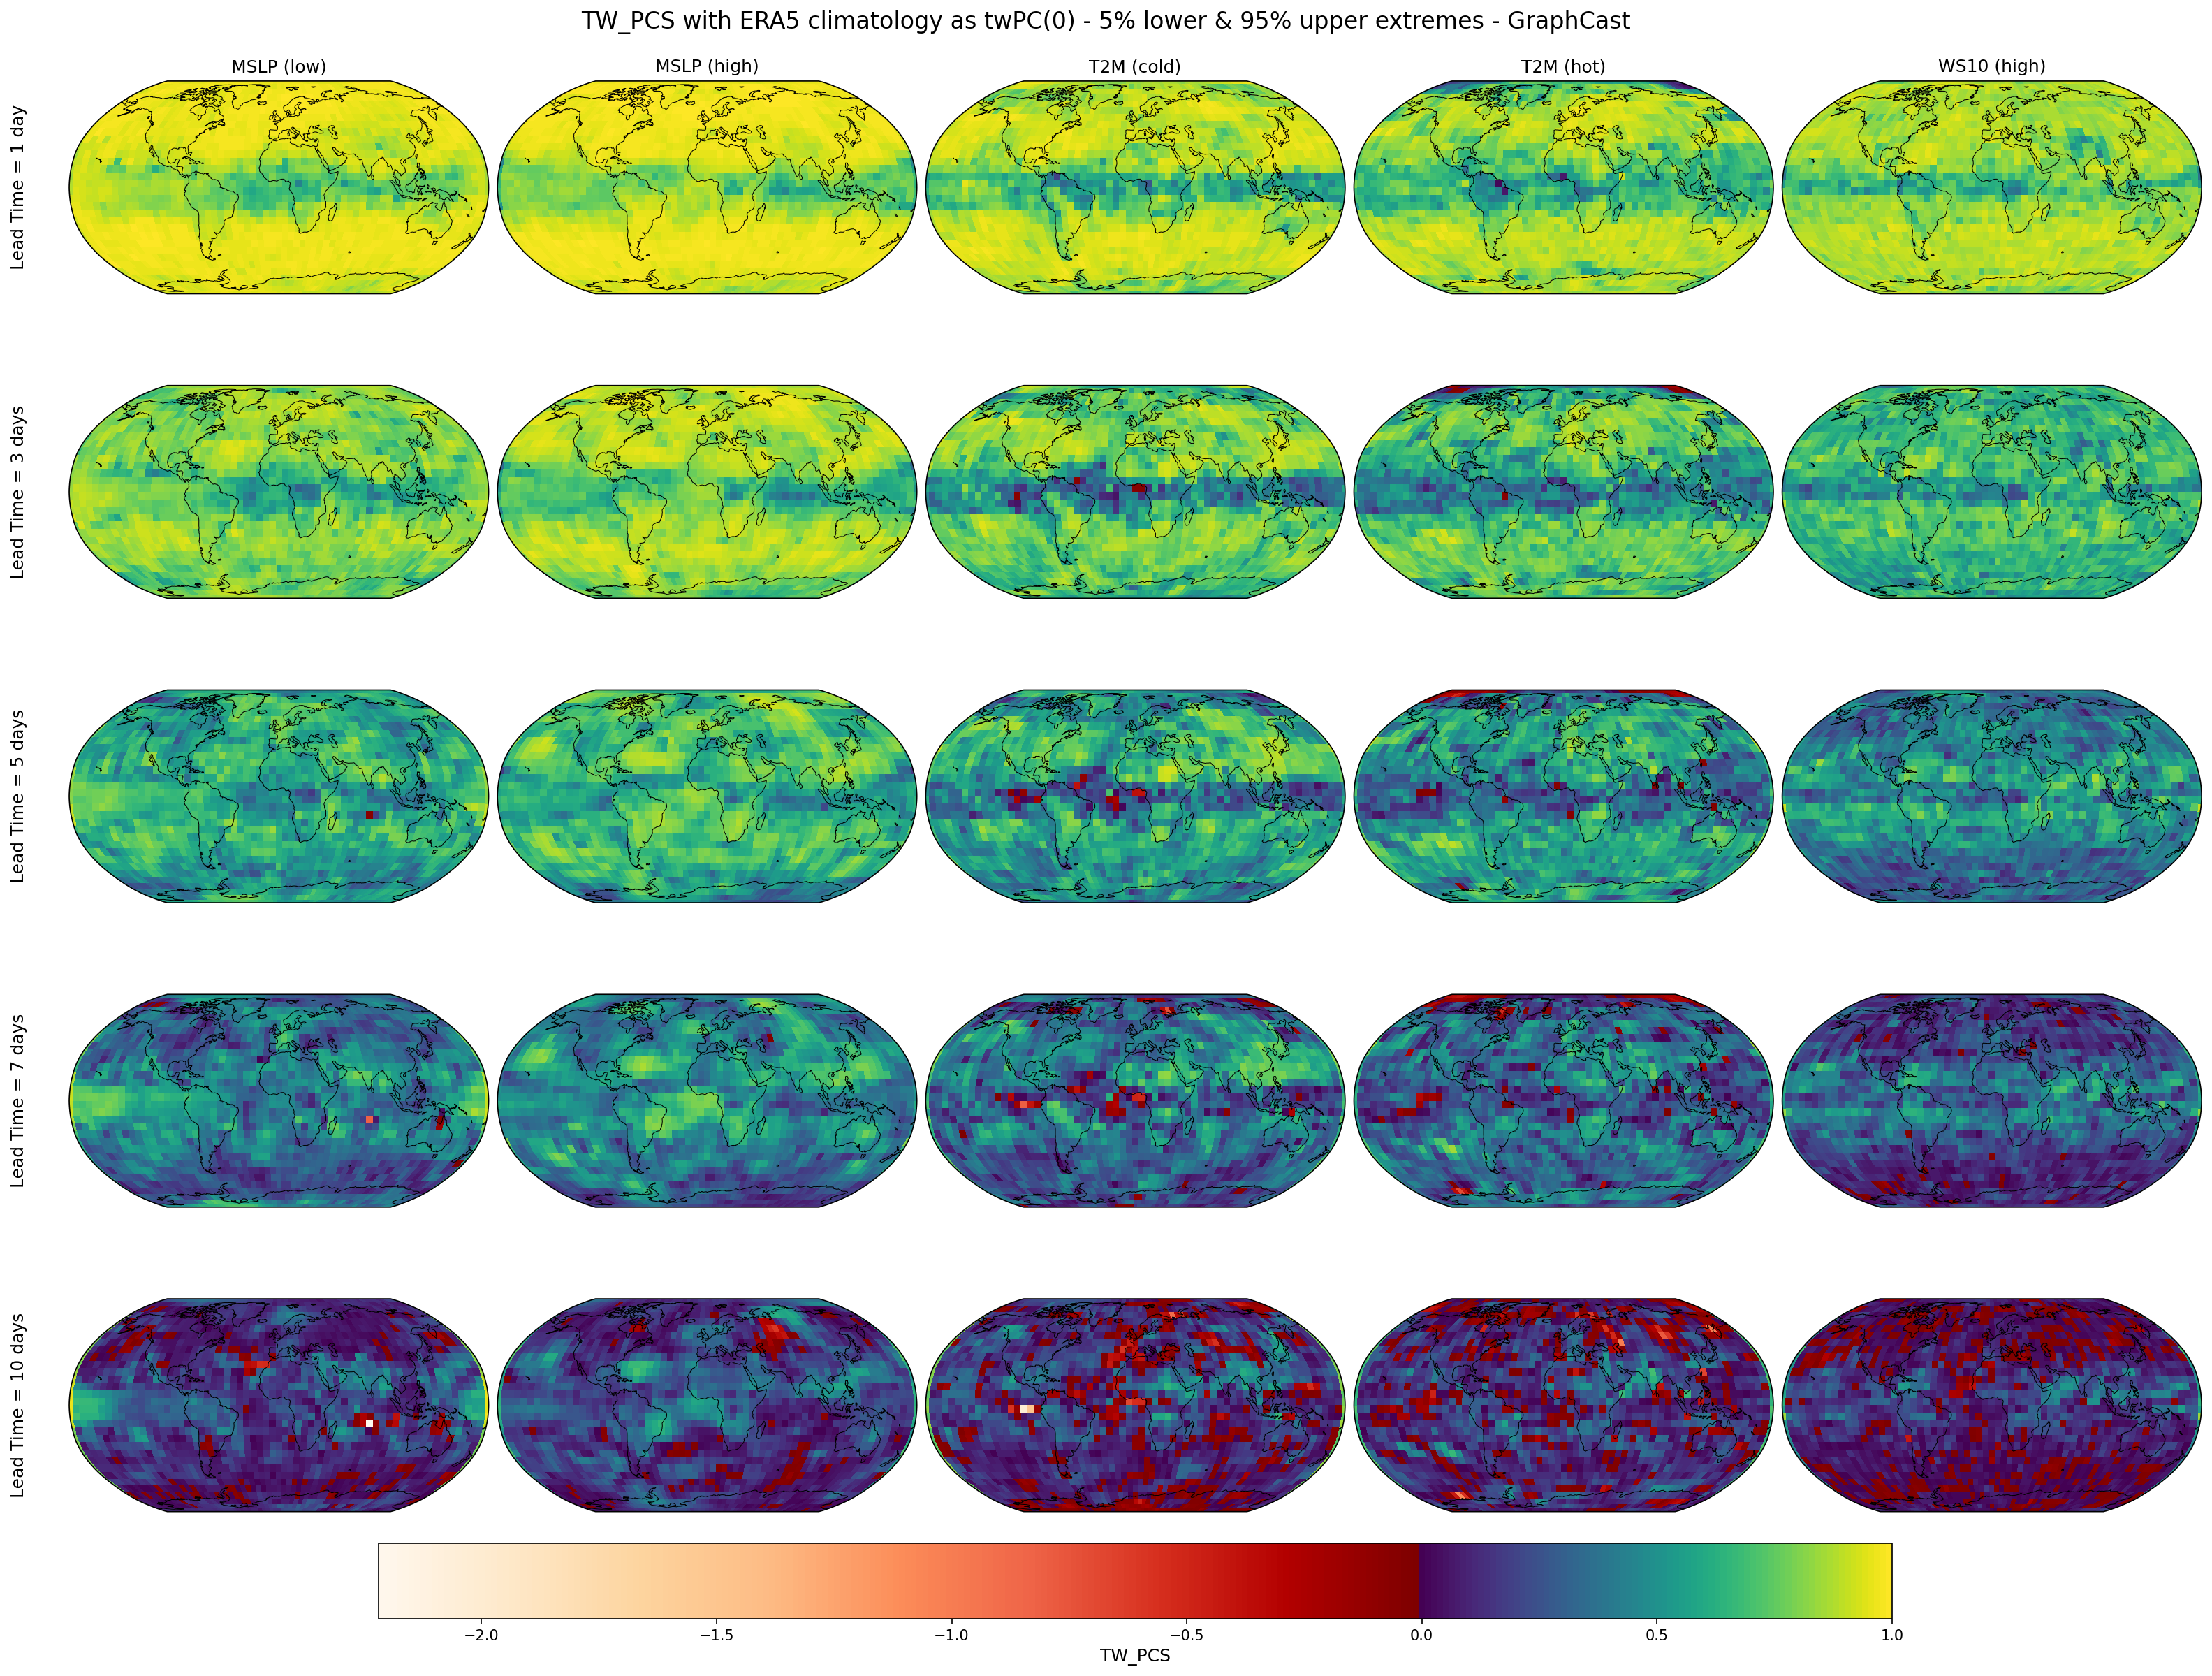 TW_PCS with ERA5 climatology as twPC(0) - 5% lower & 95% upper extremes - GraphCast
MSLP (low) MSLP (high) T2M (cold) T2M (hot) WS10 (high)
Lead Time = 1 day
Lead Time = 3 days
Lead Time = 5 days
Lead Time = 7 days
Lead Time = 10 days
−2.0 −1.5 −1.0 −0.5 0.0 0.5 1.0
TW_PCS